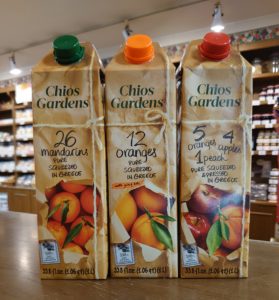 Chios
Gardens
26
mandarins
PURE
SQUEEZED
IN GREECE
33.8 fl.oz. (1.06 qt) (1L)
Chios
Gardens
12
oranges
PURE
SQUEEZED
IN GREECE
33.8 fl.oz. (1.06 qt) (1L)
Chios
Gardens
5 oranges 4 apples
1 peach
PURE SQUEEZED
& PRESSED
IN GREECE
33.8 fl.oz. (1.06 qt) (1L)